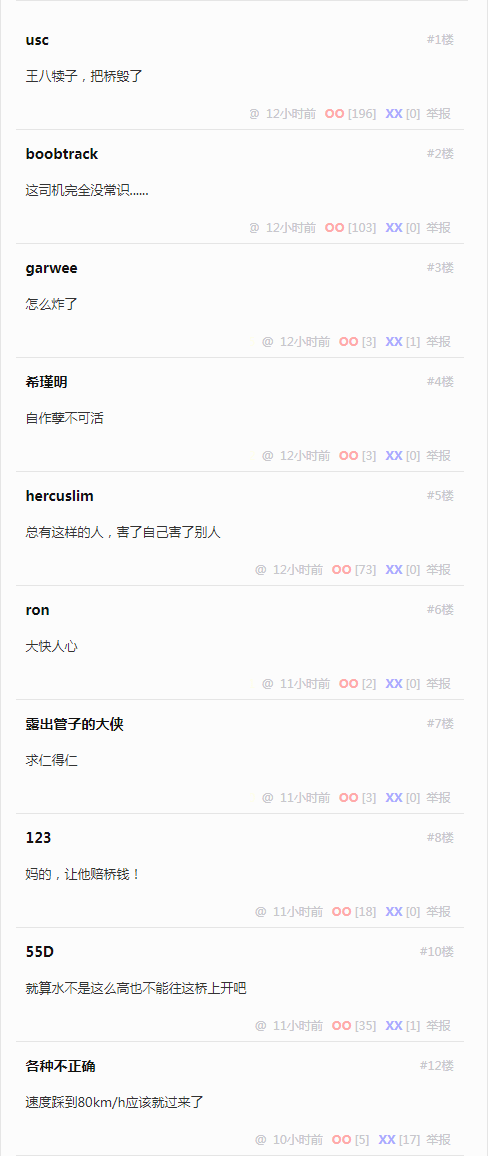 usc #1楼
王八犊子，把桥毁了
@ 12小时前 OO [196] XX [0] 举报
boobtrack #2楼
这司机完全没常识......
@ 12小时前 OO [103] XX [0] 举报
garwee #3楼
怎么炸了
@ 12小时前 OO [3] XX [1] 举报
希瑾明 #4楼
自作孽不可活
@ 12小时前 OO [3] XX [0] 举报
hercuslim #5楼
总有这样的人，害了自己害了别人
@ 12小时前 OO [73] XX [0] 举报
ron #6楼
大快人心
@ 11小时前 OO [2] XX [0] 举报
露出管子的大侠 #7楼
求仁得仁
@ 11小时前 OO [3] XX [0] 举报
123 #8楼
妈的，让他赔桥钱！
@ 11小时前 OO [18] XX [0] 举报
55D #10楼
就算水不是这么高也不能往这桥上开吧
@ 11小时前 OO [35] XX [1] 举报
各种不正确 #12楼
速度踩到80km/h应该就过来了
@ 10小时前 OO [5] XX [17] 举报